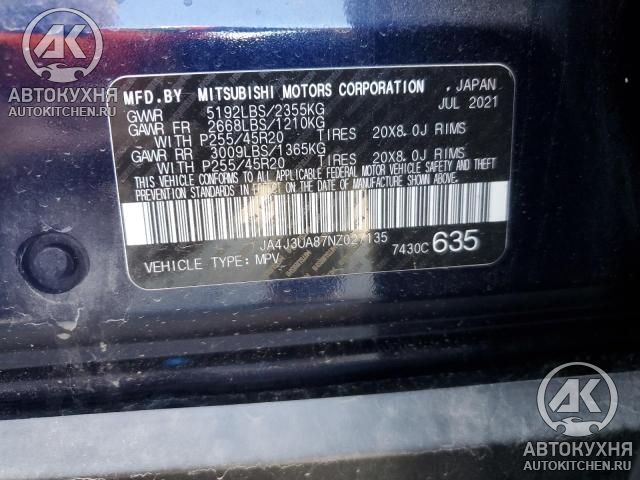 АК
АВТОКУХНЯ
AUTOKITCHEN.RU
MFD.BY MITSUBISHI MOTORS CORPORATION , JAPAN
GVWR 5192LBS/2355KG JUL 2021
GAWR FR 2668LBS/1210KG
WITH P255/45R20 TIRES 20X8.0J RIMS
GAWR RR 3009LBS/1365KG
WITH P255/45R20 TIRES 20X8.0J RIMS
THIS VEHICLE CONFORMS TO ALL APPLICABLE FEDERAL MOTOR VEHICLE SAFETY AND THEFT
PREVENTION STANDARDS IN EFFECT ON THE DATE OF MANUFACTURE SHOWN ABOVE.
JA4J3UA87NZ027135
VEHICLE TYPE: MPV 7430C 635
АК
АВТОКУХНЯ
AUTOKITCHEN.RU